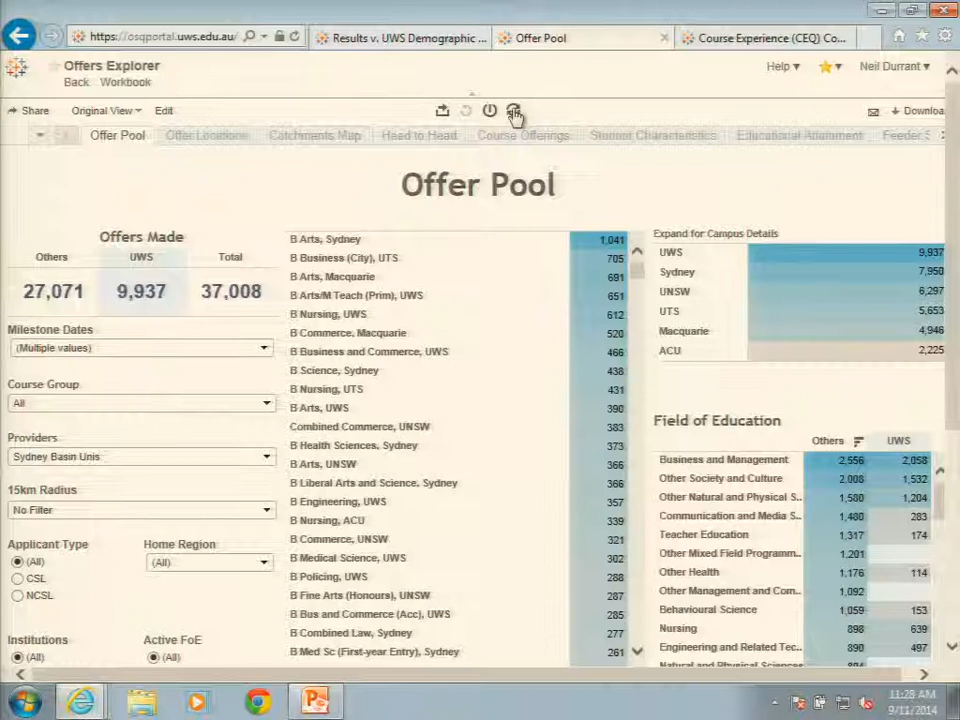 https://osqportal.uws.edu.au/
Results v. UWS Demographic ...
Offer Pool
Course Experience (CEQ) Co...
Offers Explorer
Back Workbook
Help
Neil Durrant
Share
Original View
Edit
Downloa
Offer Pool
Offer Locations
Catchments Map
Head to Head
Course Offerings
Student Characteristics
Educational Attainment
Feeder S
Offer Pool
Offers Made
Others UWS Total
27,071 9,937 37,008
Milestone Dates
(Multiple values)
Course Group
All
Providers
Sydney Basin Unis
15km Radius
No Filter
Applicant Type
(All)
CSL
NCSL
Home Region
(All)
Institutions
(All)
Active FoE
(All)
B Arts, Sydney 1,041
B Business (City), UTS 705
B Arts, Macquarie 691
B Arts/M Teach (Prim), UWS 651
B Nursing, UWS 612
B Commerce, Macquarie 520
B Business and Commerce, UWS 466
B Science, Sydney 438
B Nursing, UTS 431
B Arts, UWS 390
Combined Commerce, UNSW 383
B Health Sciences, Sydney 373
B Arts, UNSW 366
B Liberal Arts and Science, Sydney 366
B Engineering, UWS 357
B Nursing, ACU 339
B Commerce, UNSW 321
B Medical Science, UWS 302
B Policing, UWS 288
B Fine Arts (Honours), UNSW 287
B Bus and Commerce (Acc), UWS 285
B Combined Law, Sydney 277
B Med Sc (First-year Entry), Sydney 261
Expand for Campus Details
UWS 9,937
Sydney 7,950
UNSW 6,297
UTS 5,653
Macquarie 4,946
ACU 2,225
Field of Education
Others UWS
Business and Management 2,556 2,058
Other Society and Culture 2,008 1,532
Other Natural and Physical S.. 1,580 1,204
Communication and Media S.. 1,480 283
Teacher Education 1,317 174
Other Mixed Field Programm.. 1,201
Other Health 1,176 114
Other Management and Com.. 1,092
Behavioural Science 1,059 153
Nursing 898 639
Engineering and Related Tec.. 890 497
Natural and Physical Sciences
11:28 AM
9/11/2014